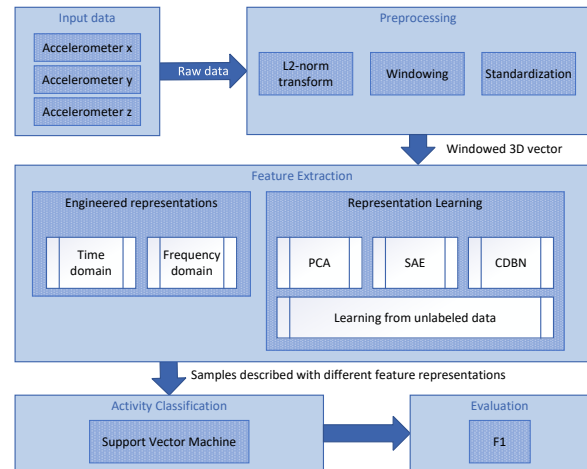 Input data
Accelerometer x
Accelerometer y
Accelerometer z
Raw data
Preprocessing
L2-norm
transform
Windowing
Standardization
Windowed 3D vector
Feature Extraction
Engineered representations
Time
domain
Frequency
domain
Representation Learning
PCA
SAE
CDBN
Learning from unlabeled data
Samples described with different feature representations
Activity Classification
Support Vector Machine
Evaluation
F1